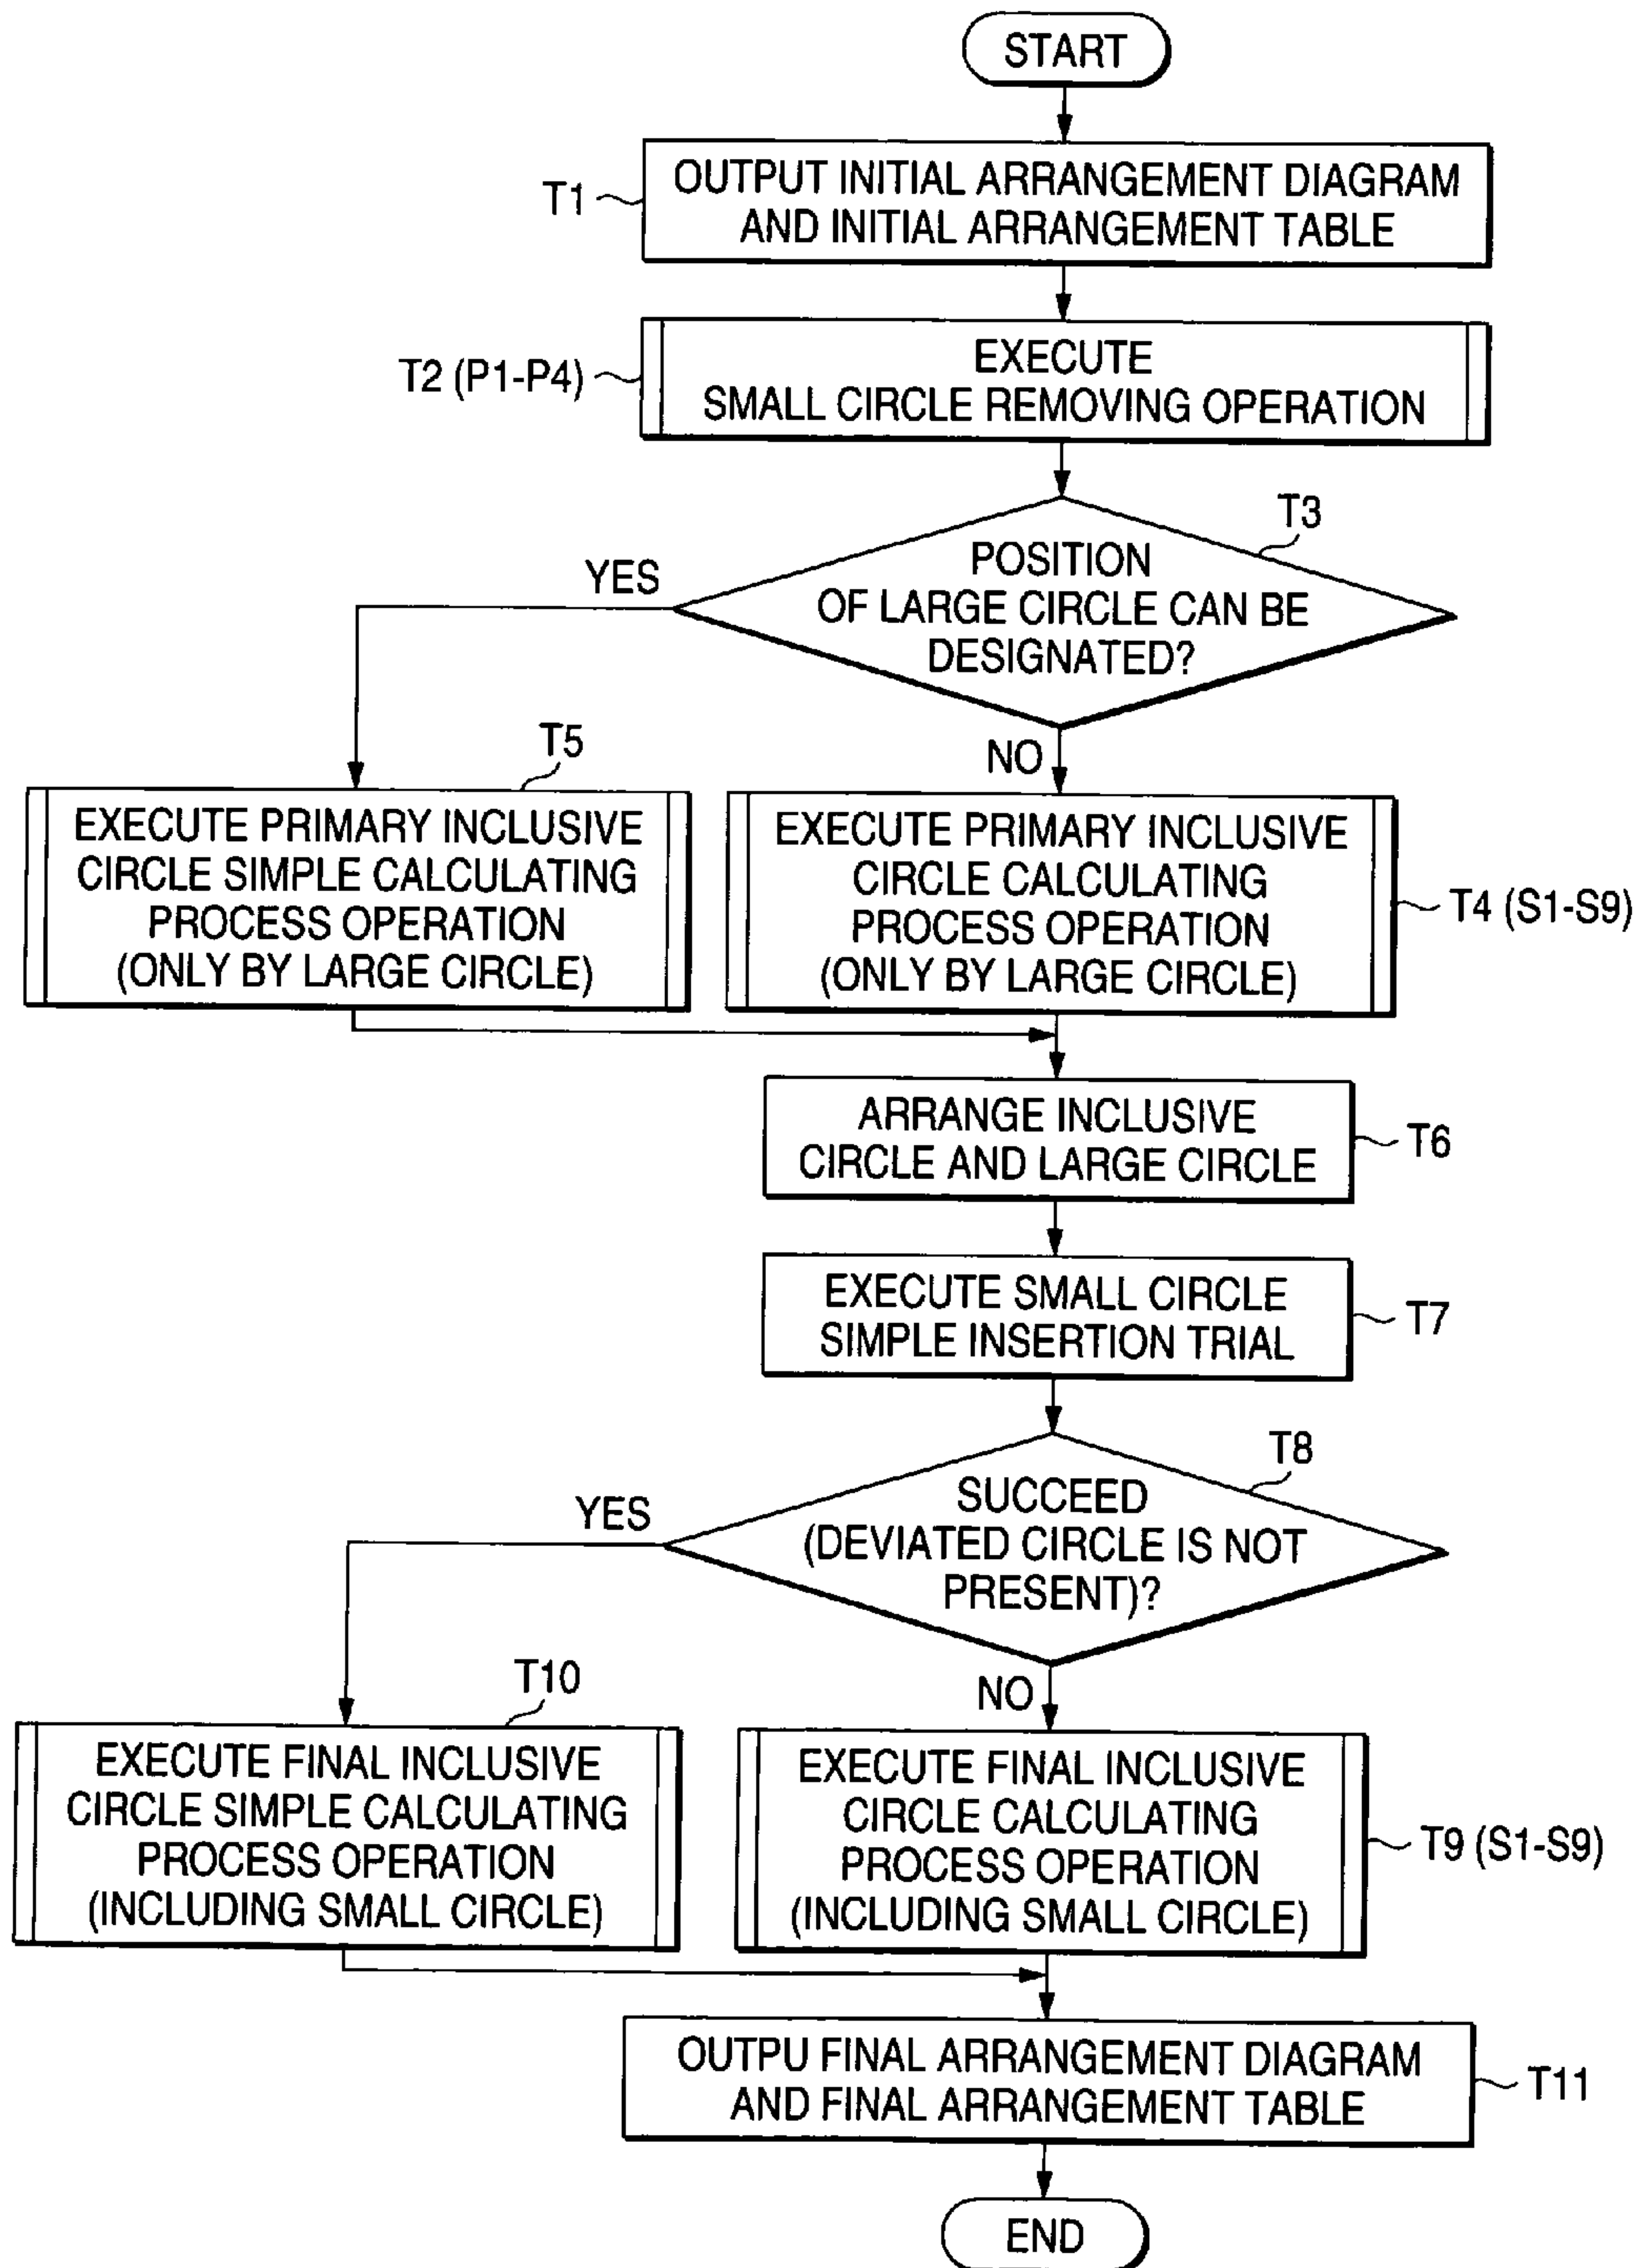 START
T1
OUTPUT INITIAL ARRANGEMENT DIAGRAM
AND INITIAL ARRANGEMENT TABLE
T2 (P1-P4)
EXECUTE
SMALL CIRCLE REMOVING OPERATION
T3
POSITION
OF LARGE CIRCLE CAN BE
DESIGNATED?
YES
NO
T5
EXECUTE PRIMARY INCLUSIVE
CIRCLE SIMPLE CALCULATING
PROCESS OPERATION
(ONLY BY LARGE CIRCLE)
EXECUTE PRIMARY INCLUSIVE
CIRCLE CALCULATING
PROCESS OPERATION
(ONLY BY LARGE CIRCLE)
T4 (S1-S9)
ARRANGE INCLUSIVE
CIRCLE AND LARGE CIRCLE
T6
EXECUTE SMALL CIRCLE
SIMPLE INSERTION TRIAL
T7
T8
SUCCEED
(DEVIATED CIRCLE IS NOT
PRESENT)?
YES
NO
T10
EXECUTE FINAL INCLUSIVE
CIRCLE SIMPLE CALCULATING
PROCESS OPERATION
(INCLUDING SMALL CIRCLE)
EXECUTE FINAL INCLUSIVE
CIRCLE CALCULATING
PROCESS OPERATION
(INCLUDING SMALL CIRCLE)
T9 (S1-S9)
OUTPU FINAL ARRANGEMENT DIAGRAM
AND FINAL ARRANGEMENT TABLE
T11
END